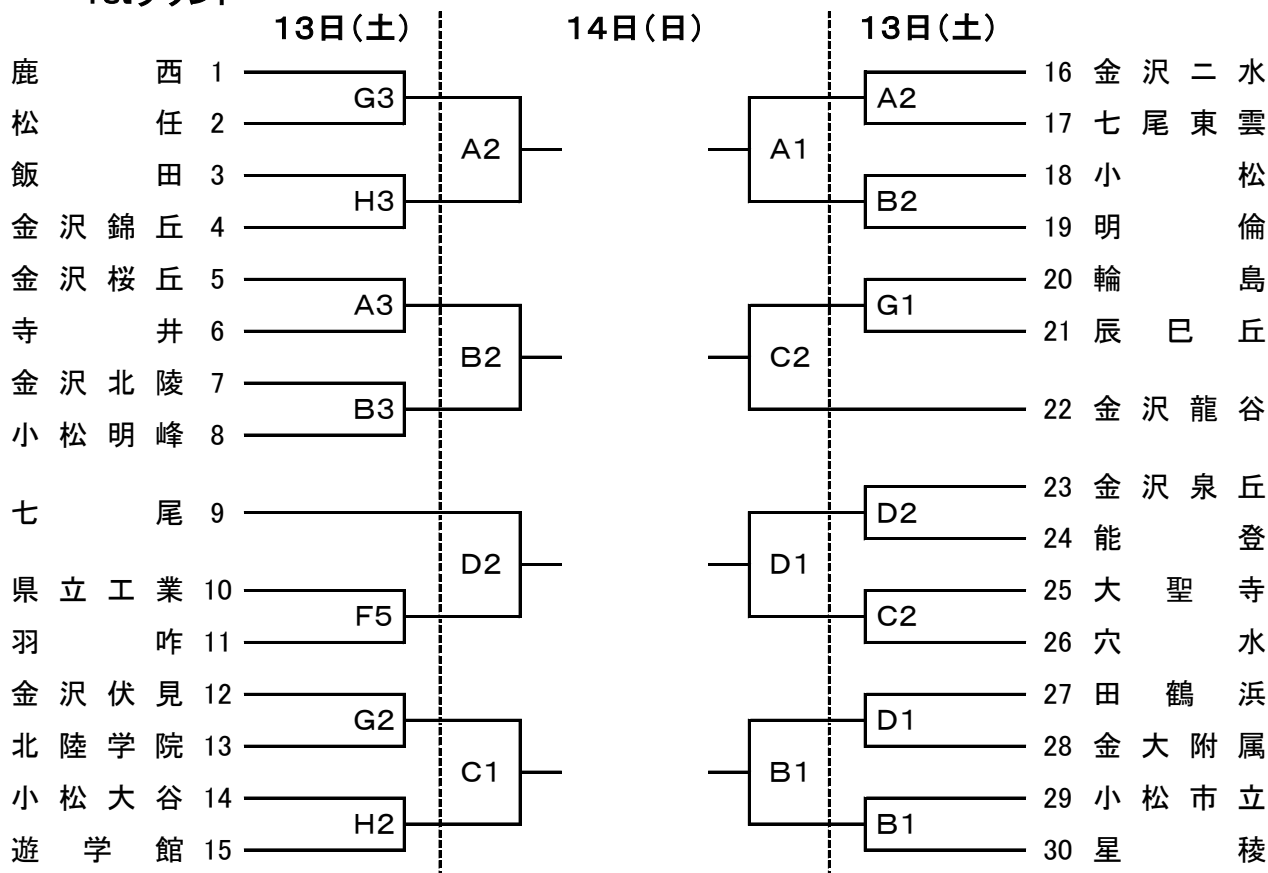 1stラウンド
13日（土） 14日（日） 13日（土）
鹿西 1
松任 2
飯田 3
金沢錦丘 4
金沢桜丘 5
寺井 6
金沢北陵 7
小松明峰 8
七尾 9
県立工業 10
羽咋 11
金沢伏見 12
北陸学院 13
小松大谷 14
遊学館 15
G3
H3
A3
B3
F5
G2
H2
A2
B2
D2
C1
A1
C2
D1
B1
A2
B2
G1
D2
C2
D1
B1
16 金沢二水
17 七尾東雲
18 小松
19 明倫
20 輪島
21 辰巳丘
22 金沢龍谷
23 金沢泉丘
24 能登
25 大聖寺
26 穴水
27 田鶴浜
28 金大附属
29 小松市立
30 星稜